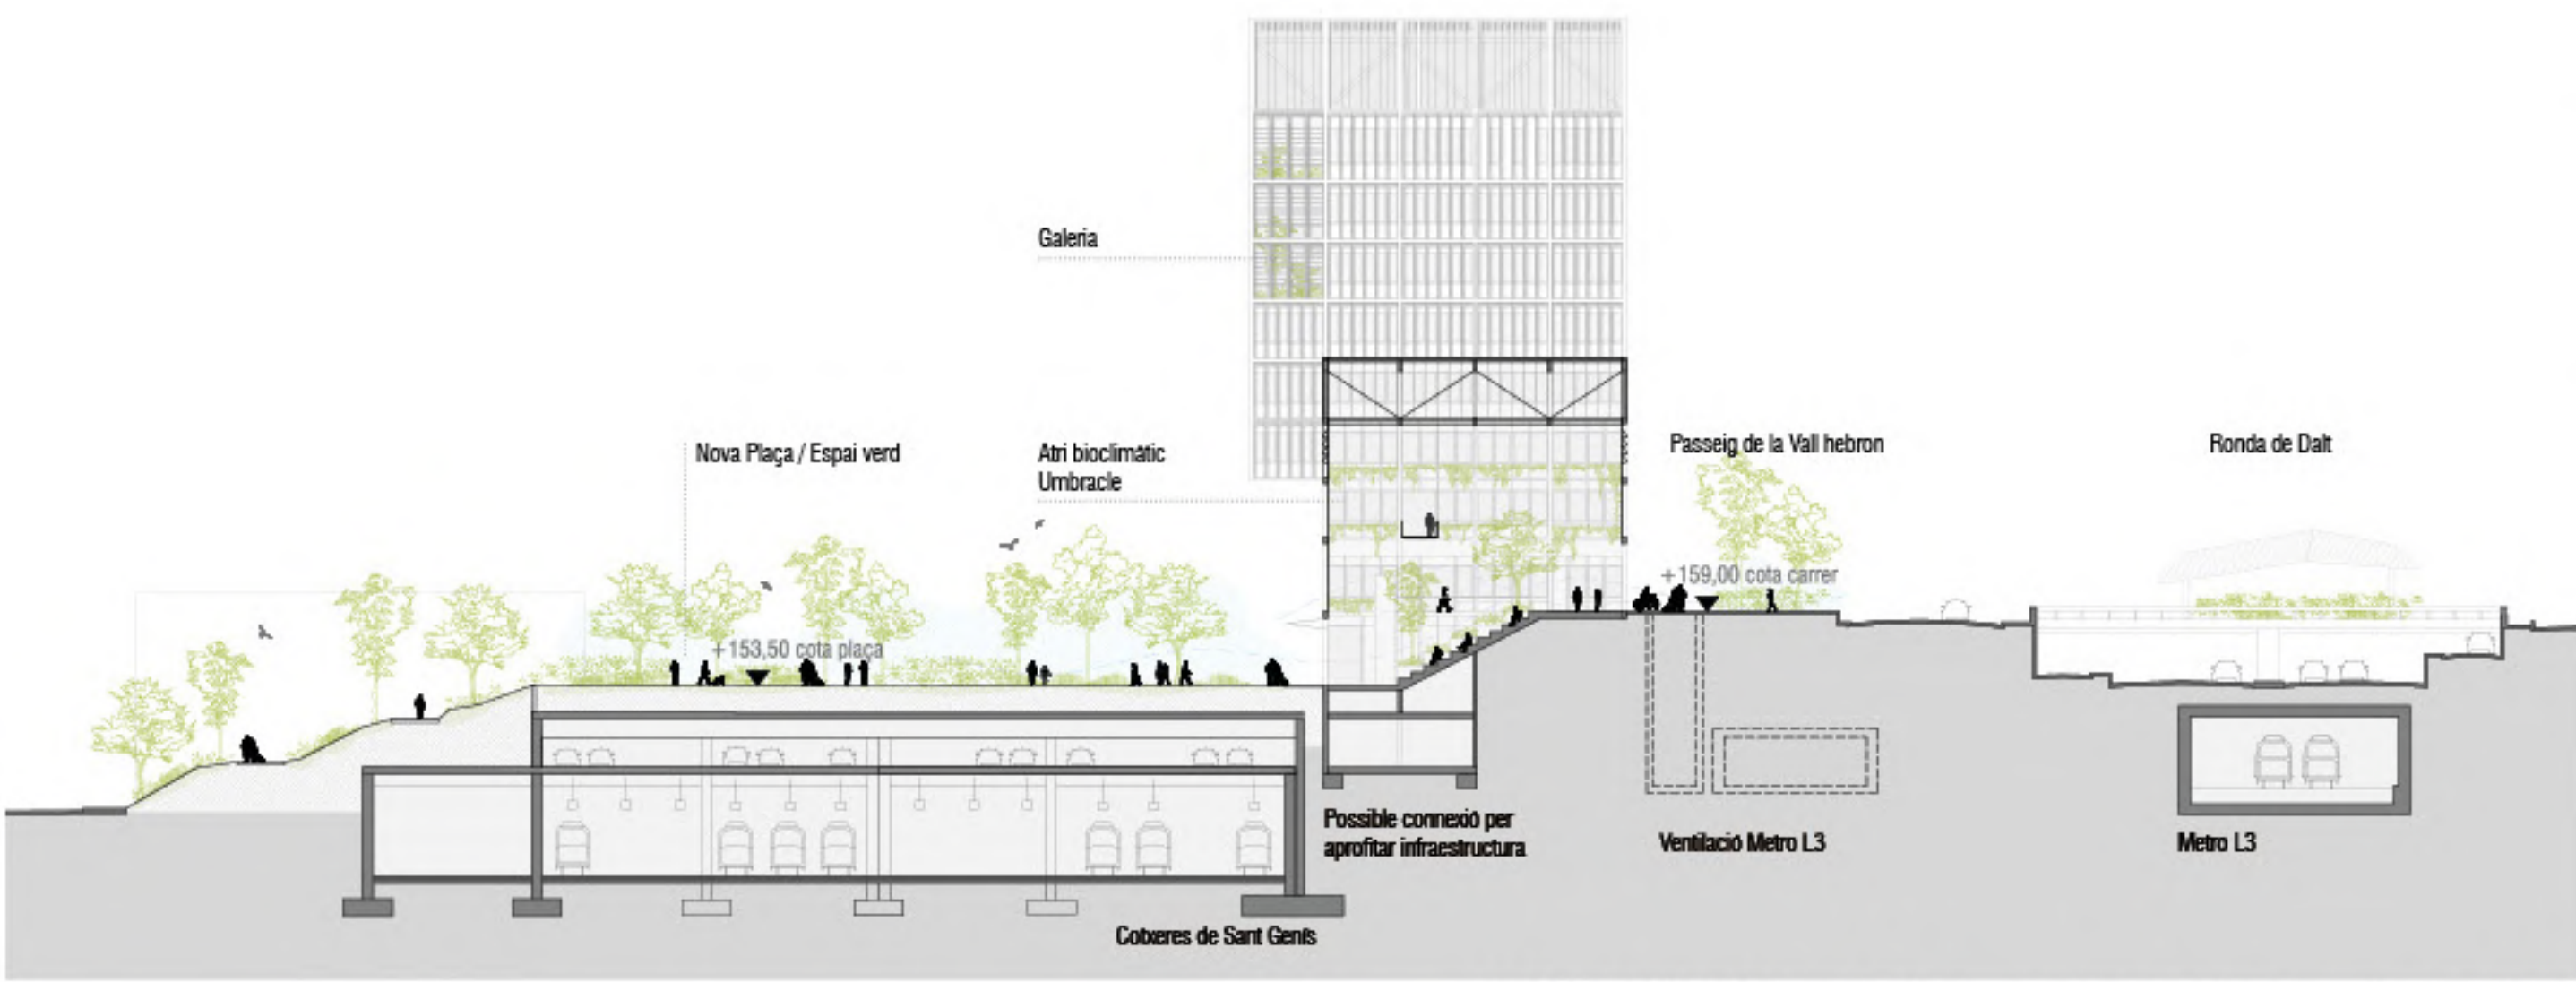 Galeria
Nova Plaça / Espai verd
Atri bioclimàtic
Umbracle
Passeig de la Vall hebron
Ronda de Dalt
+159,00 cota carrer
+153,50 cota plaça
Possible connexió per
aprofitar infraestructura
Ventilació Metro L3
Metro L3
Cotxeres de Sant Genís